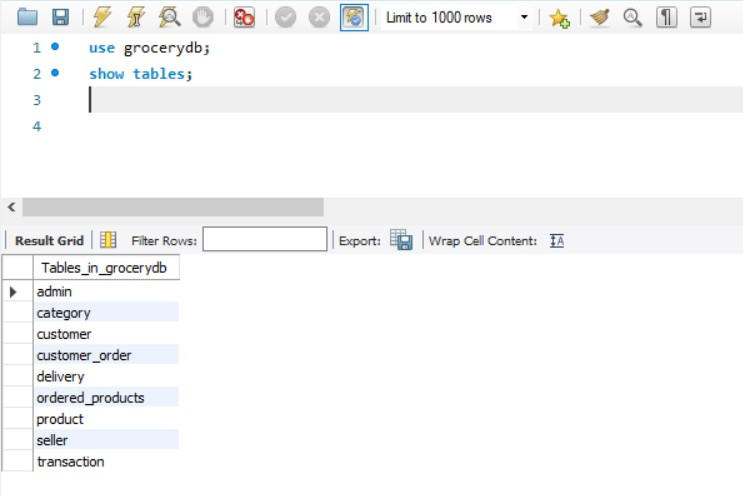 Limit to 1000 rows
1 use grocerydb;
2 show tables;
3
4
Result Grid Filter Rows: Export: Wrap Cell Content: IA
Tables_in_grocerydb
admin
category
customer
customer_order
delivery
ordered_products
product
seller
transaction